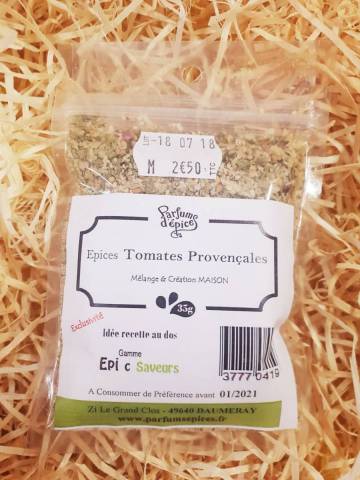 LE -18 07 18
M 2€50 TTC
Parfums
d'épices
Epices Tomates Provençales
Mélange & Création MAISON
35g
Exclusivité
Idée recette au dos
Gamme
Epi c Saveurs
3777 0419
A Consommer de Préférence avant 01/2021
Zi Le Grand Clos - 49640 DAUMERAY
www.parfumsepices.fr